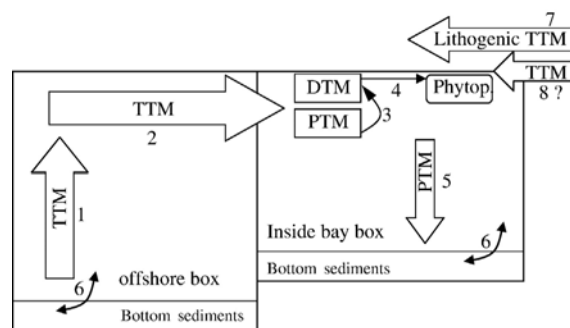 7
Lithogenic TTM
TTM
8 ?
DTM
4
Phytop.
PTM
3
TTM
2
TTM
1
PTM
5
6
offshore box
Bottom sediments
Inside bay box
6
Bottom sediments